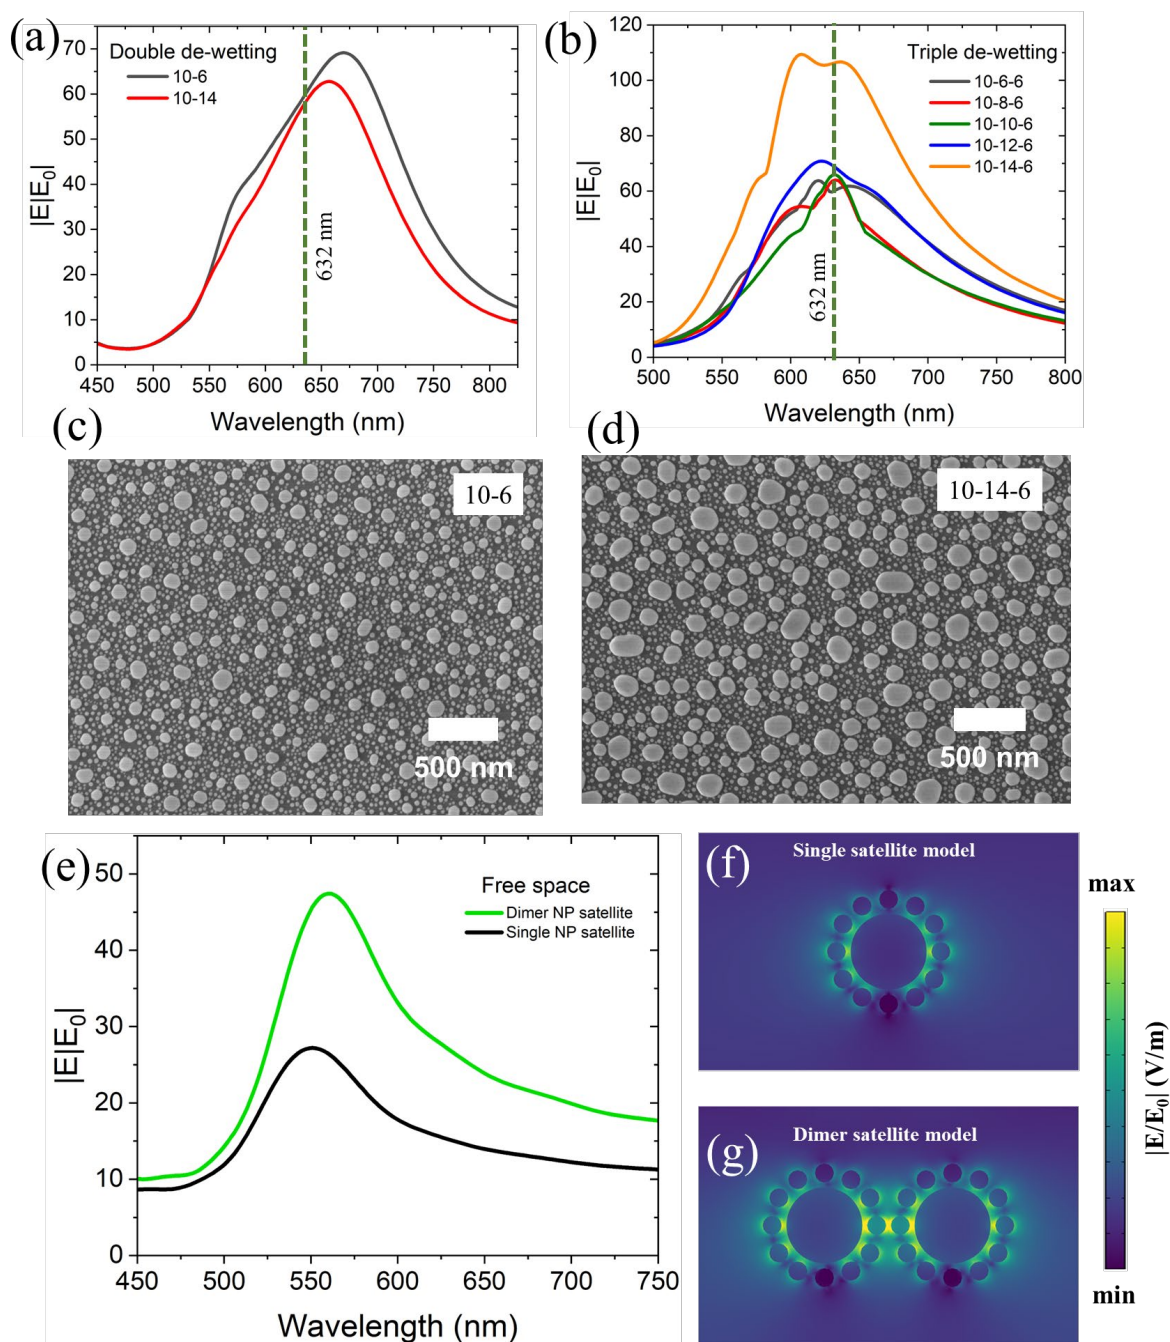 (a)
Double de-wetting
10-6
10-14
632 nm
|E|E0|
70
60
50
40
30
20
10
0
450 500 550 600 650 700 750 800
Wavelength (nm)
(b)
Triple de-wetting
10-6-6
10-8-6
10-10-6
10-12-6
10-14-6
632 nm
|E|E0|
120
100
80
60
40
20
0
500 550 600 650 700 750 800
Wavelength (nm)
(c)
10-6
500 nm
(d)
10-14-6
500 nm
(e)
Free space
Dimer NP satellite
Single NP satellite
|E|E0|
50
40
30
20
10
0
450 500 550 600 650 700 750
Wavelength (nm)
(f)
Single satellite model
(g)
Dimer satellite model
max
|E/E0| (V/m)
min